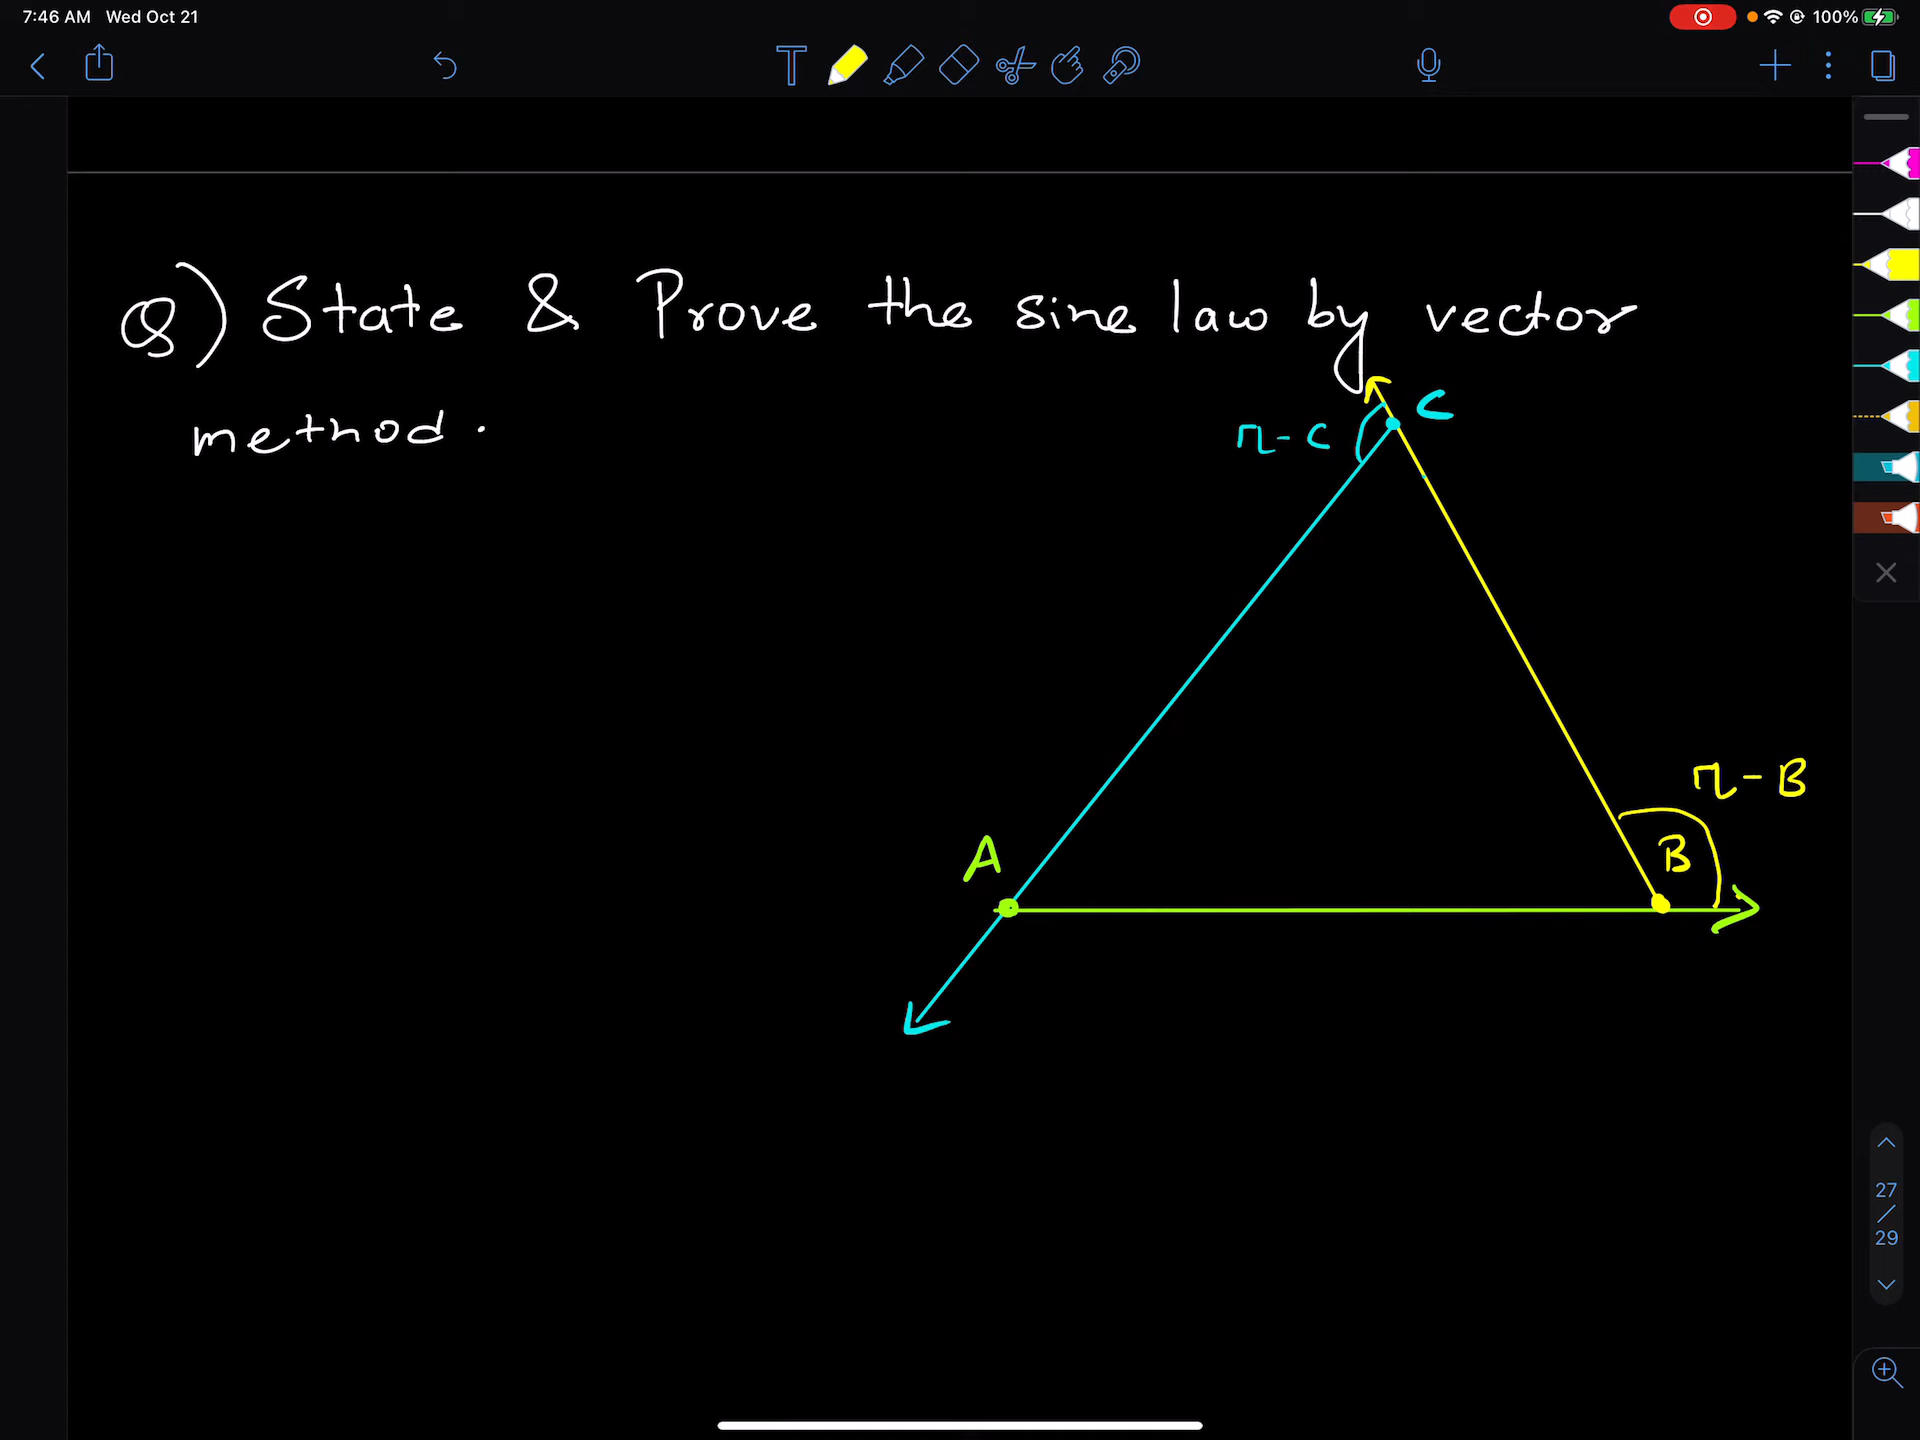 7:46 AM Wed Oct 21
100%
Q) State & Prove the sine law by vector
method.
C
π-C
π-B
A
B
27
/
29